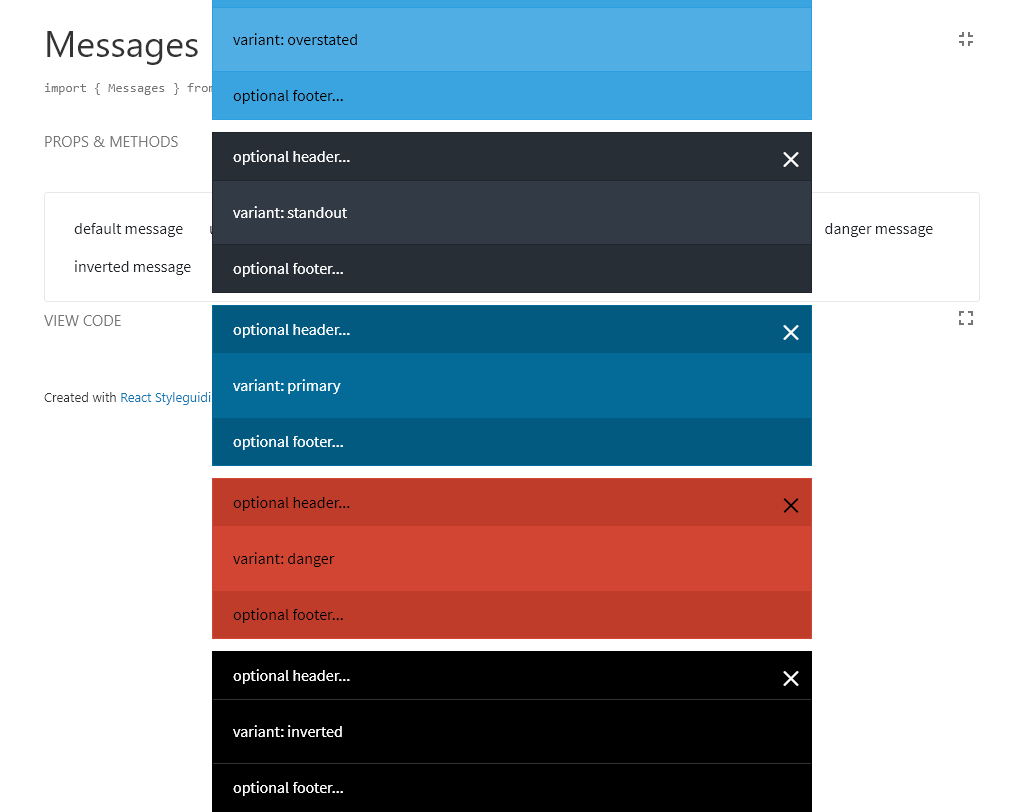 Messages
import { Messages } from
PROPS & METHODS
default message
danger message
inverted message
VIEW CODE
Created with React Styleguidi
variant: overstated
optional footer...
optional header...
variant: standout
optional footer...
optional header...
variant: primary
optional footer...
optional header...
variant: danger
optional footer...
optional header...
variant: inverted
optional footer...